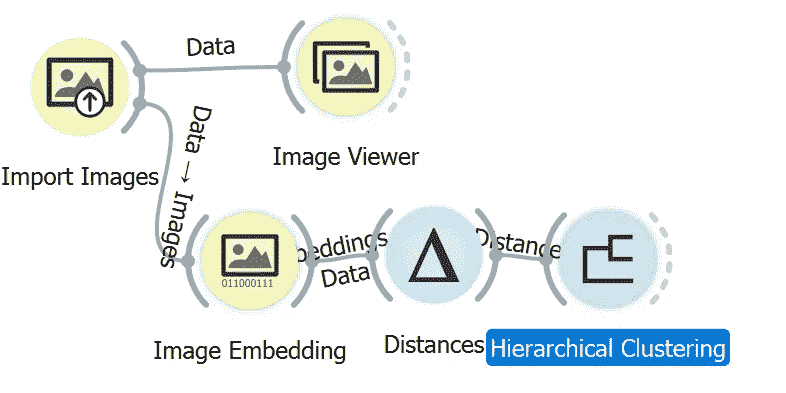 Data
Image Viewer
Import Images
Data → Images
011000111
Image Embedding
beddings
Data
Distances
Distance
Hierarchical Clustering